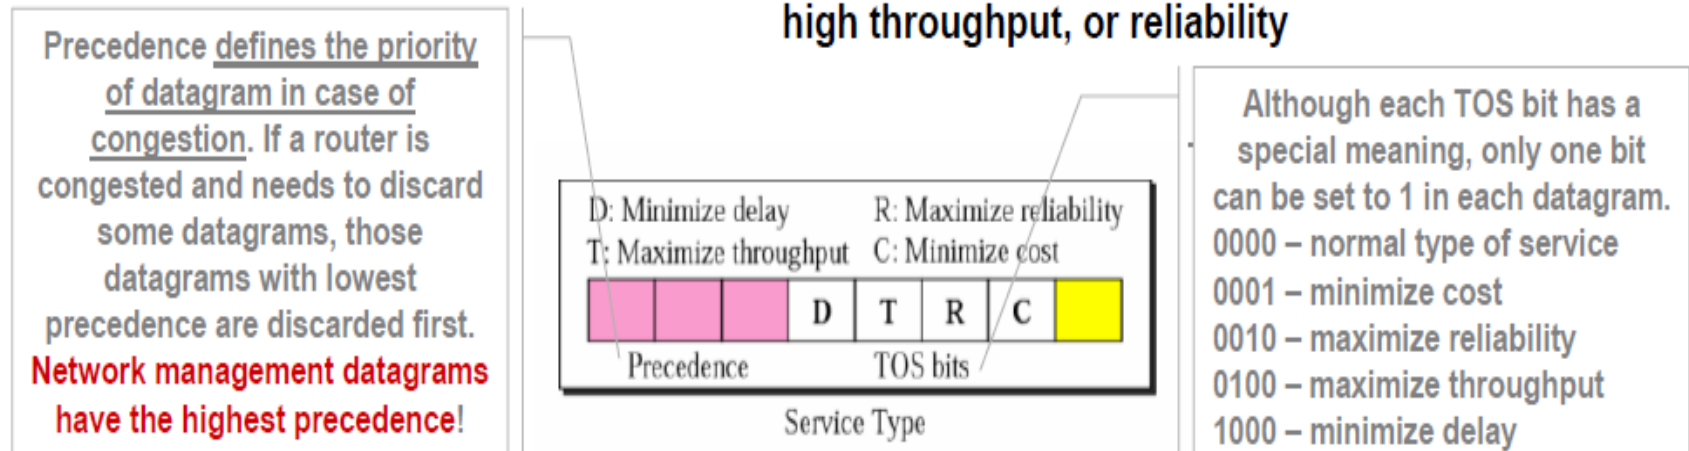 high throughput, or reliability
Precedence defines the priority
of datagram in case of
congestion. If a router is
congested and needs to discard
some datagrams, those
datagrams with lowest
precedence are discarded first.
Network management datagrams
have the highest precedence!
D: Minimize delay R: Maximize reliability
T: Maximize throughput C: Minimize cost
D T R C
Precedence TOS bits
Service Type
Although each TOS bit has a
special meaning, only one bit
can be set to 1 in each datagram.
0000 – normal type of service
0001 – minimize cost
0010 – maximize reliability
0100 – maximize throughput
1000 – minimize delay